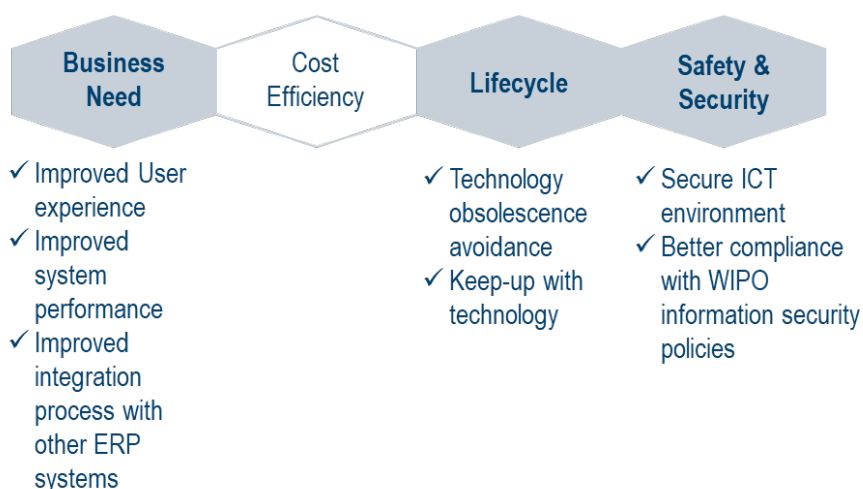 Business
Need
Cost
Efficiency
Lifecycle
Safety &
Security
✓ Improved User
experience
✓ Improved
system
performance
✓ Improved
integration
process with
other ERP
systems
✓ Technology
obsolescence
avoidance
✓ Keep-up with
technology
✓ Secure ICT
environment
✓ Better compliance
with WIPO
information security
policies